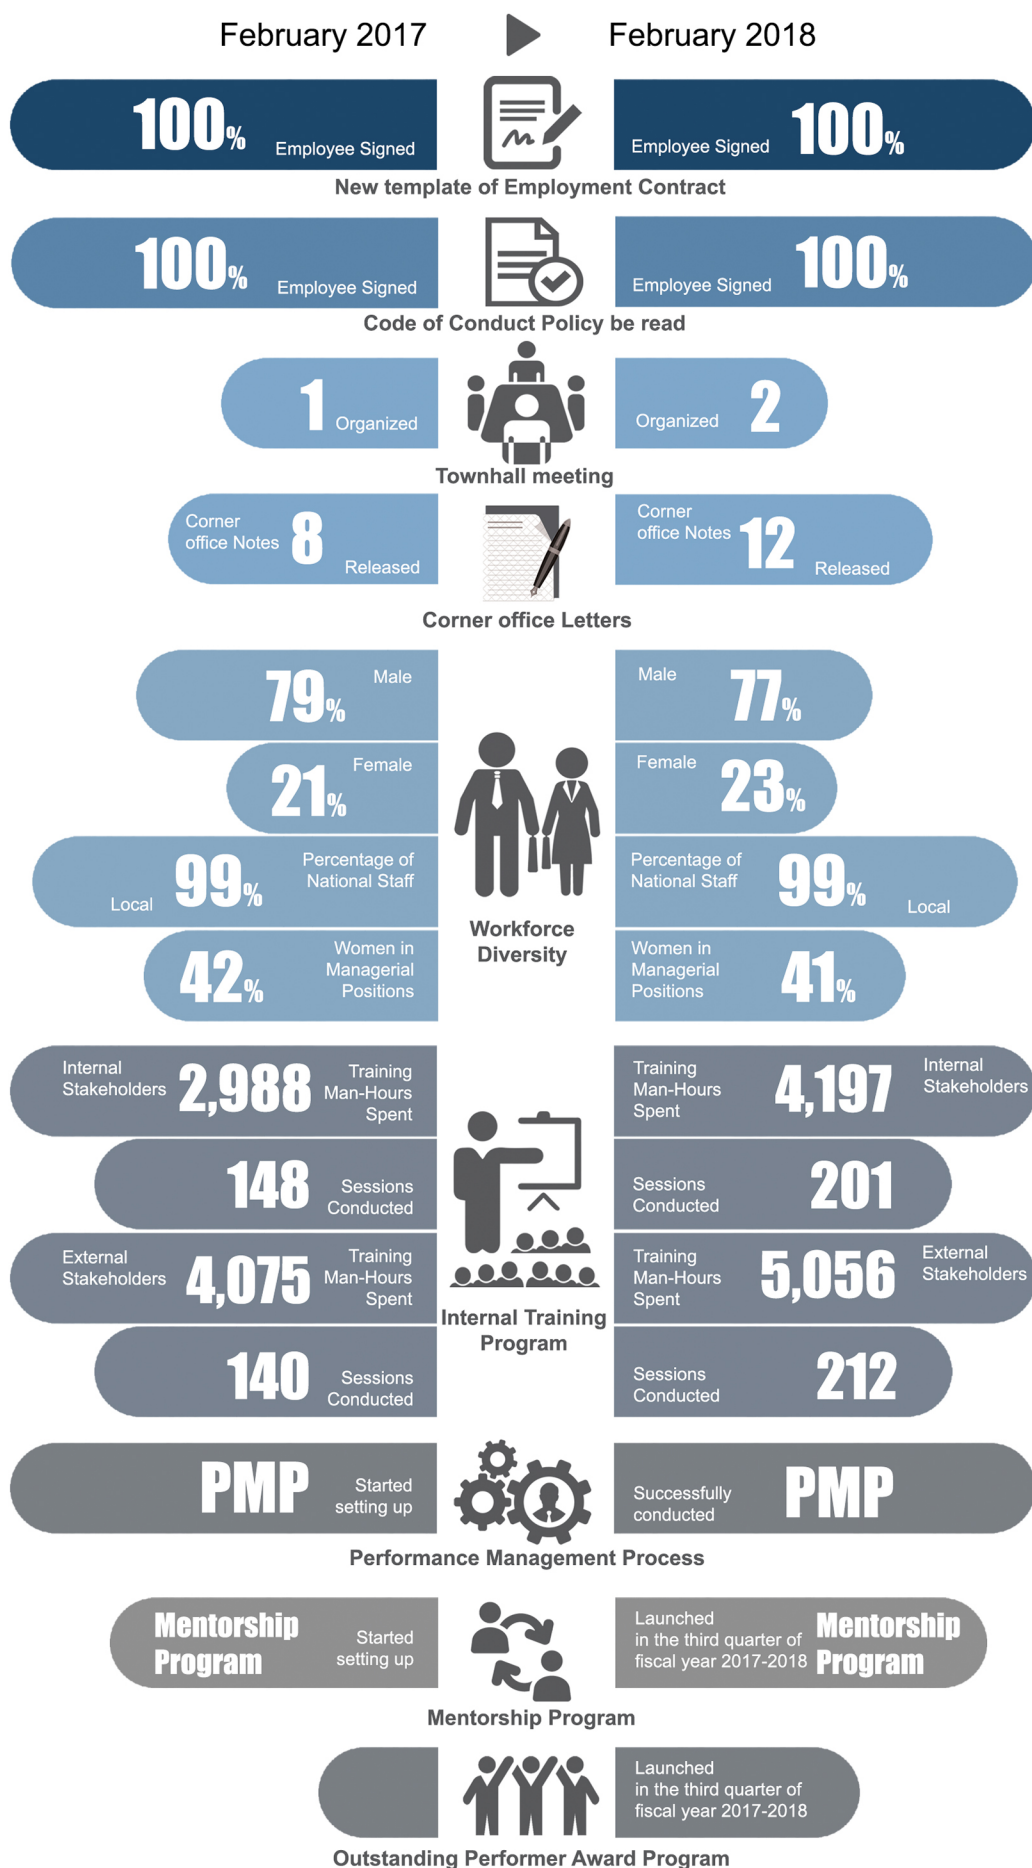 February 2017
February 2018
100%
Employee Signed
Employee Signed
100%
New template of Employment Contract
100%
Employee Signed
Employee Signed
100%
Code of Conduct Policy be read
1
Organized
Organized
2
Townhall meeting
Corner
office Notes
8
Released
Corner
office Notes
12
Released
Corner office Letters
79%
Male
Male
77%
21%
Female
Female
23%
Local
99%
Percentage of
National Staff
Percentage of
National Staff
99%
Local
42%
Women in
Managerial
Positions
Women in
Managerial
Positions
41%
Workforce
Diversity
Internal
Stakeholders
2,988
Training
Man-Hours
Spent
Training
Man-Hours
Spent
4,197
Internal
Stakeholders
148
Sessions
Conducted
Sessions
Conducted
201
External
Stakeholders
4,075
Training
Man-Hours
Spent
Training
Man-Hours
Spent
5,056
External
Stakeholders
140
Sessions
Conducted
Sessions
Conducted
212
Internal Training
Program
PMP
Started
setting up
Successfully
conducted
PMP
Performance Management Process
Mentorship
Program
Started
setting up
Launched
in the third quarter of
fiscal year 2017-2018
Mentorship
Program
Mentorship Program
Launched
in the third quarter of
fiscal year 2017-2018
Outstanding Performer Award Program